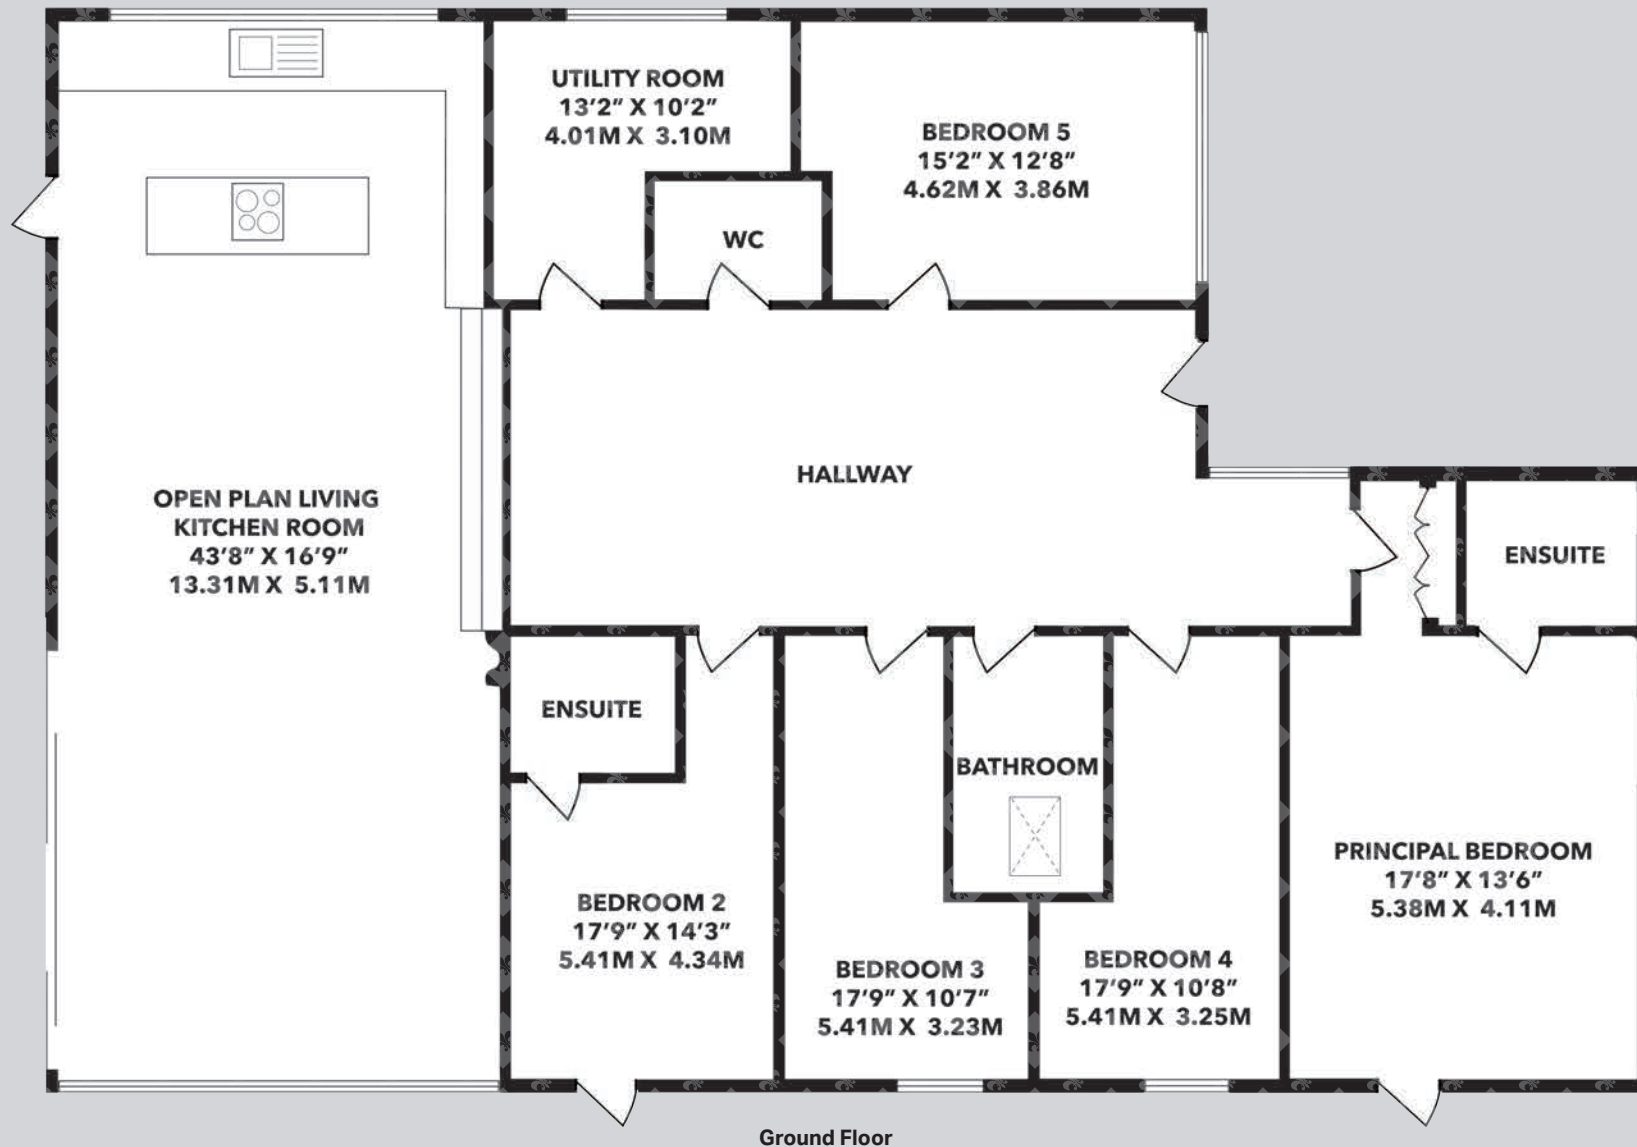 UTILITY ROOM
13'2" X 10'2"
4.01M X 3.10M
BEDROOM 5
15'2" X 12'8"
4.62M X 3.86M
WC
HALLWAY
OPEN PLAN LIVING
KITCHEN ROOM
43'8" X 16'9"
13.31M X 5.11M
ENSUITE
ENSUITE
BATHROOM
PRINCIPAL BEDROOM
17'8" X 13'6"
5.38M X 4.11M
BEDROOM 2
17'9" X 14'3"
5.41M X 4.34M
BEDROOM 3
17'9" X 10'7"
5.41M X 3.23M
BEDROOM 4
17'9" X 10'8"
5.41M X 3.25M
Ground Floor